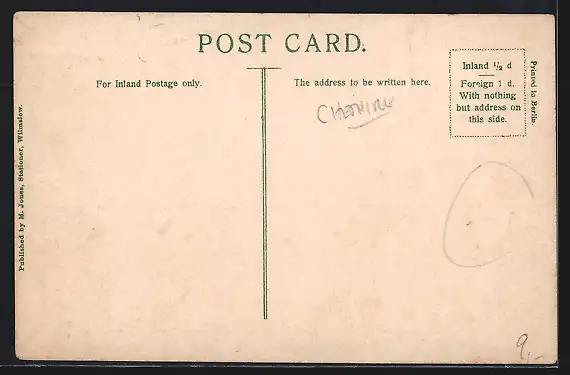 POST CARD.
For Inland Postage only.
The address to be written here.
Inland ½ d
Foreign 1 d.
With nothing
but address on
this side.
Printed in Berlin.
Published by M. Jones, Stationer, Wilmslow.
CHESHIRE
9,-